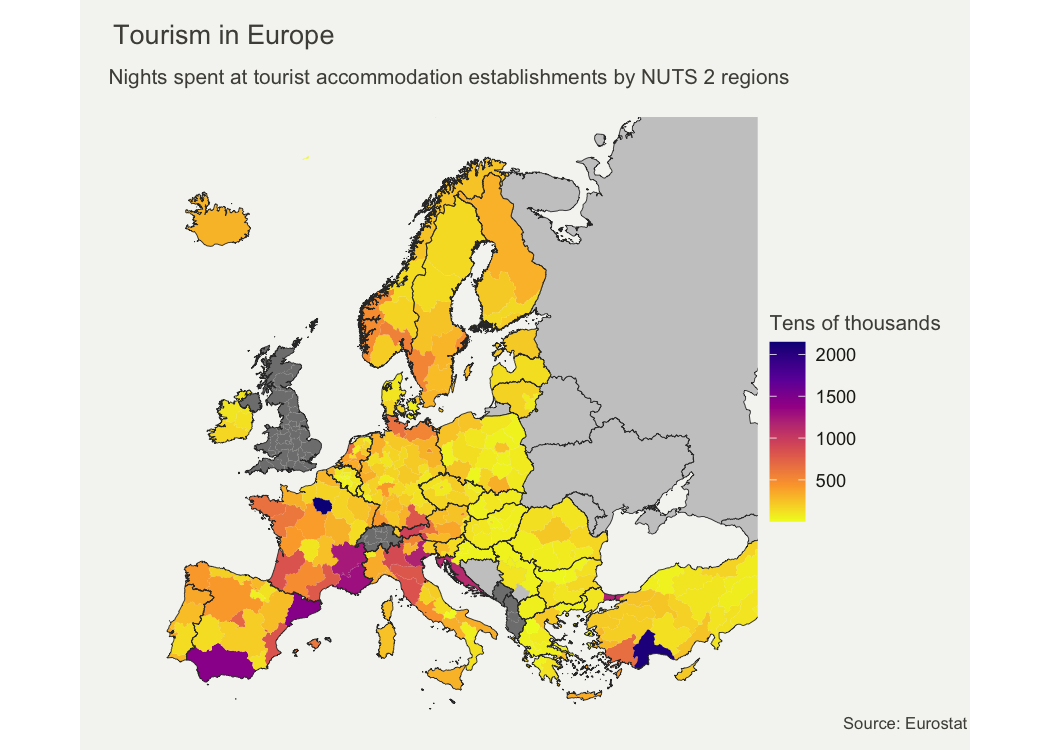 Tourism in Europe
Nights spent at tourist accommodation establishments by NUTS 2 regions
Tens of thousands
2000
1500
1000
500
Source: Eurostat